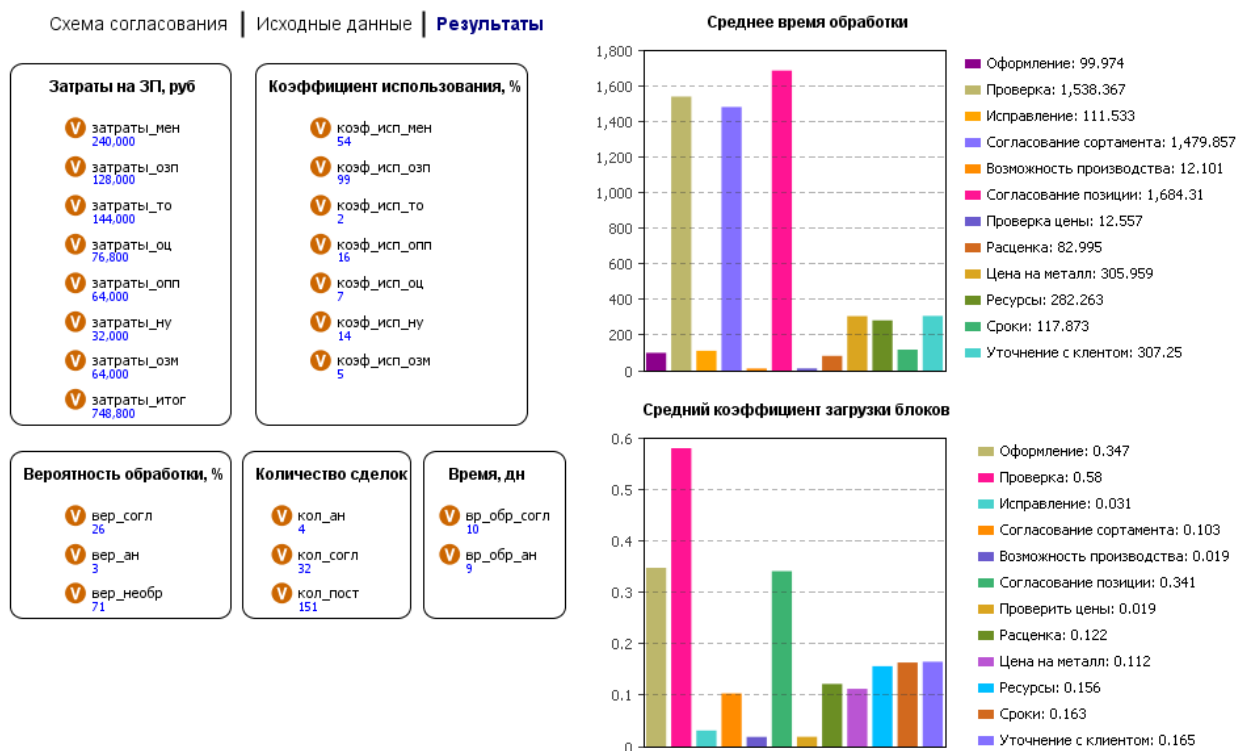 Схема согласования | Исходные данные | Результаты
Затраты на ЗП, руб
затраты_мен
240,000
затраты_озп
128,000
затраты_то
144,000
затраты_оц
76,800
затраты_опп
64,000
затраты_ну
32,000
затраты_озм
64,000
затраты_итог
748,800
Коэффициент использования, %
коэф_исп_мен
54
коэф_исп_озп
99
коэф_исп_то
2
коэф_исп_опп
16
коэф_исп_оц
7
коэф_исп_ну
14
коэф_исп_озм
5
Вероятность обработки, %
вер_согл
26
вер_ан
3
вер_необр
71
Количество сделок
кол_ан
4
кол_согл
32
кол_пост
151
Время, дн
вр_обр_согл
10
вр_обр_ан
9
Среднее время обработки
1,800
1,600
1,400
1,200
1,000
800
600
400
200
0
Оформление: 99.974
Проверка: 1,538.367
Исправление: 111.533
Согласование сортамента: 1,479.857
Возможность производства: 12.101
Согласование позиции: 1,684.31
Проверка цены: 12.557
Расценка: 82.995
Цена на металл: 305.959
Ресурсы: 282.263
Сроки: 117.873
Уточнение с клентом: 307.25
Средний коэффициент загрузки блоков
0.6
0.5
0.4
0.3
0.2
0.1
0
Оформление: 0.347
Проверка: 0.58
Исправление: 0.031
Согласование сортамента: 0.103
Возможность производства: 0.019
Согласование позиции: 0.341
Проверить цены: 0.019
Расценка: 0.122
Цена на металл: 0.112
Ресурсы: 0.156
Сроки: 0.163
Уточнение с клиентом: 0.165